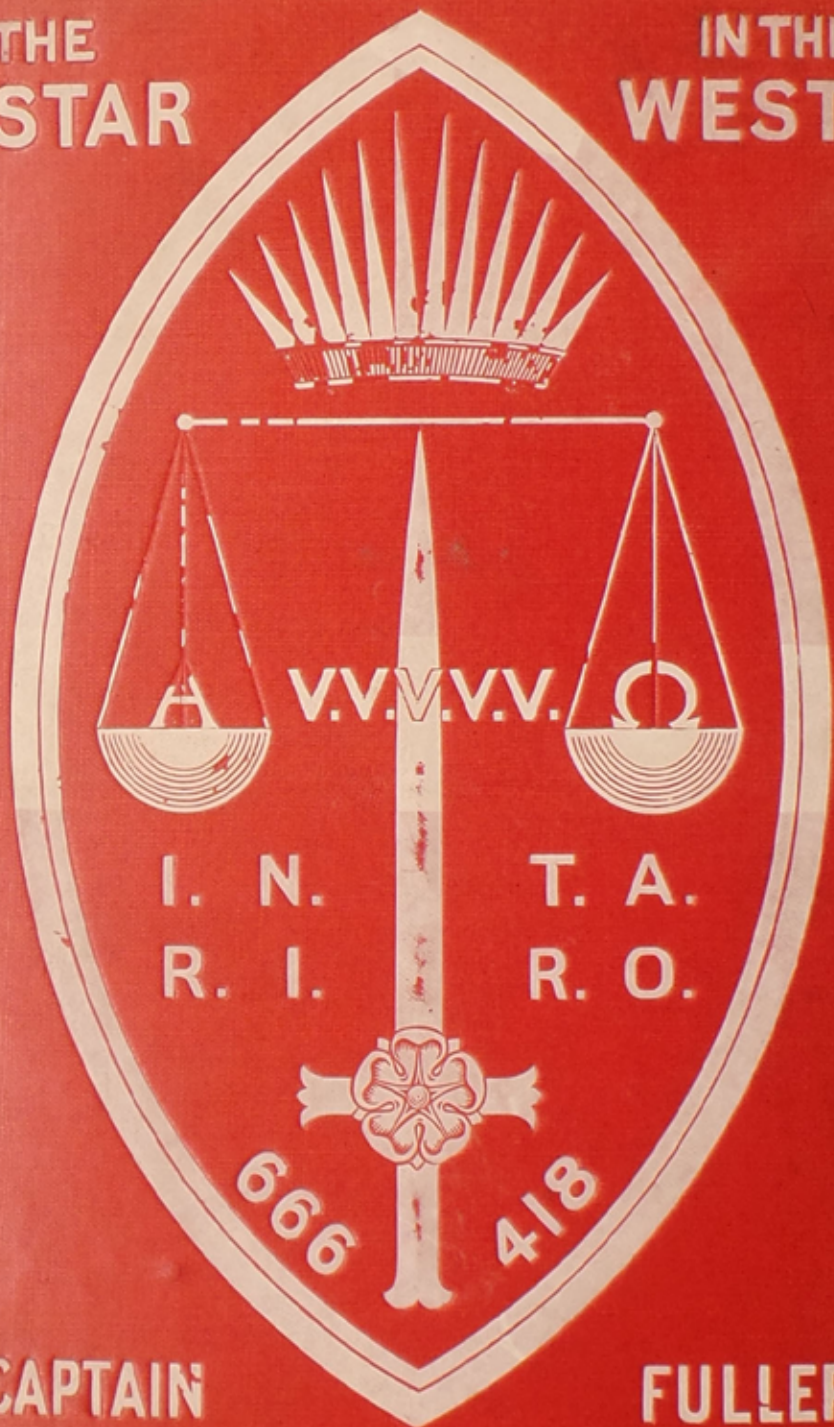 THE
STAR
IN THE
WEST
A
V.V.V.V.V.
Ω
I. N.
R. I.
T. A.
R. O.
666
418
CAPTAIN
FULLER